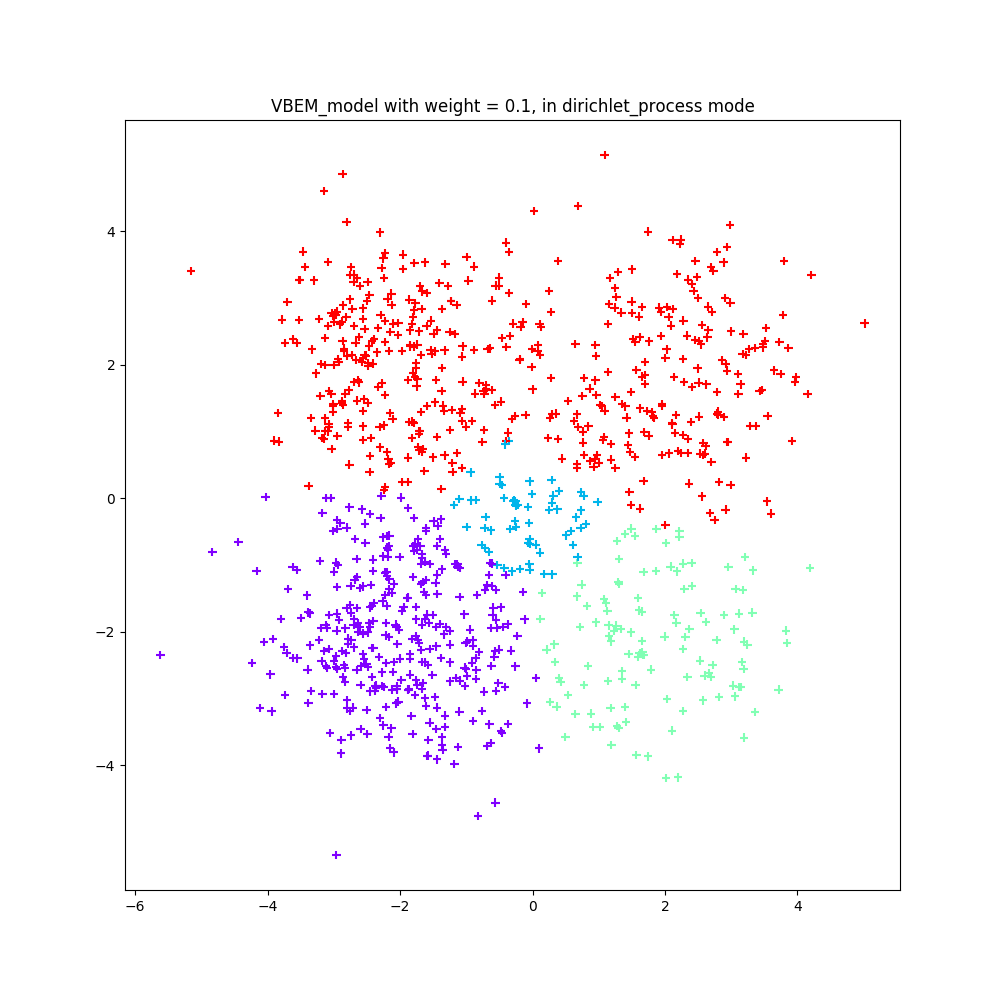 VBEM_model with weight = 0.1, in dirichlet_process mode
4
2
0
−2
−4
−6 −4 −2 0 2 4